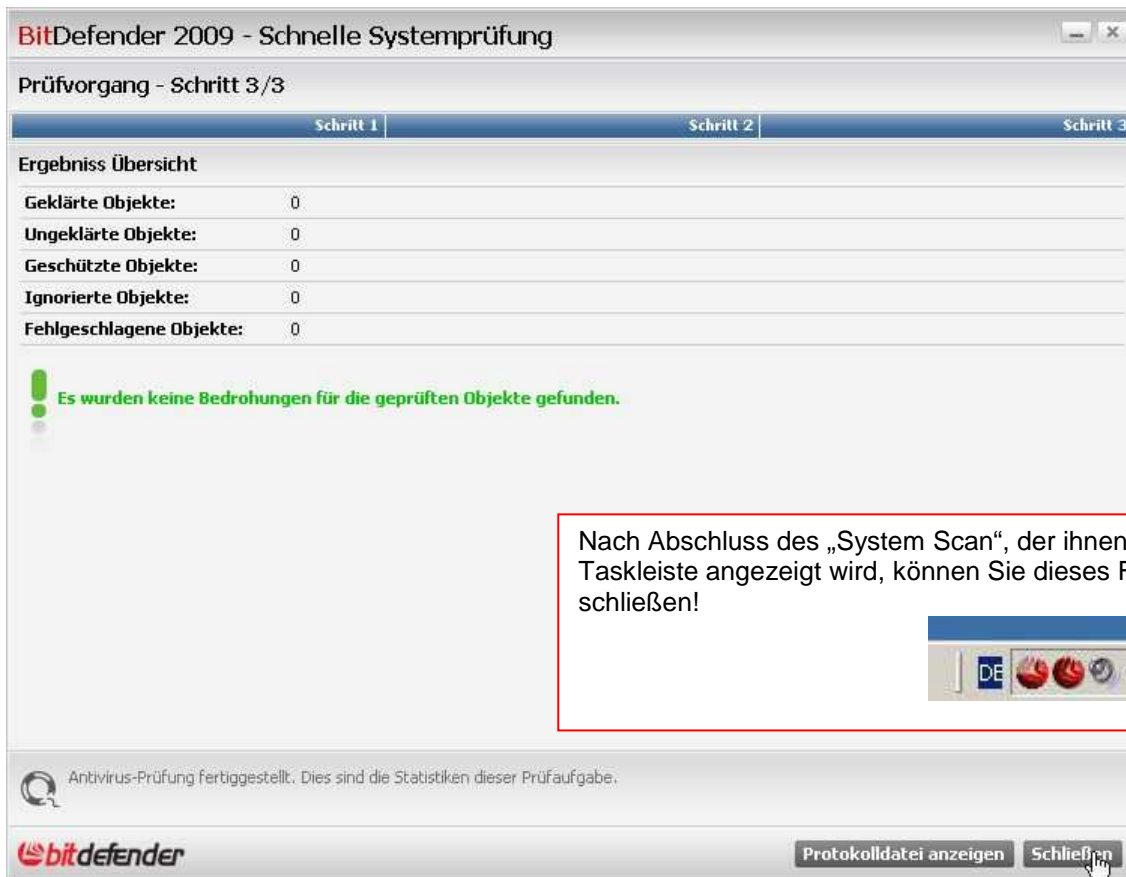 BitDefender 2009 - Schnelle Systemprüfung
Prüfvorgang - Schritt 3/3
Schritt 1
Schritt 2
Schritt 3
Ergebniss Übersicht
Geklärte Objekte: 0
Ungeklärte Objekte: 0
Geschützte Objekte: 0
Ignorierte Objekte: 0
Fehlgeschlagene Objekte: 0
Es wurden keine Bedrohungen für die geprüften Objekte gefunden.
Nach Abschluss des „System Scan“, der ihnen
Taskleiste angezeigt wird, können Sie dieses
schließen!
DE
Antivirus-Prüfung fertiggestellt. Dies sind die Statistiken dieser Prüfaufgabe.
bitdefender
Protokolldatei anzeigen
Schließen